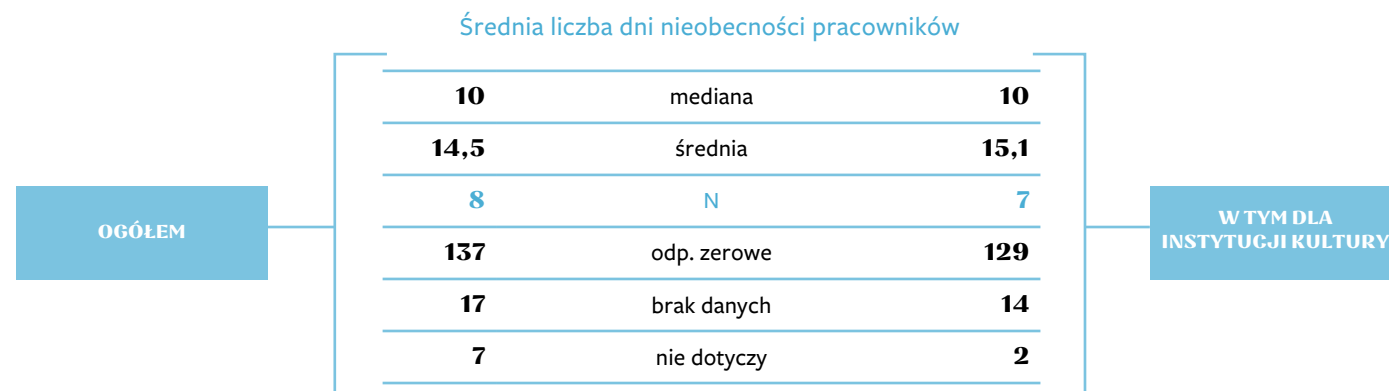 Średnia liczba dni nieobecności pracowników
10 mediana 10
14,5 średnia 15,1
8 N 7
OGÓŁEM
W TYM DLA
INSTYTUCJI KULTURY
137 odp. zerowe 129
17 brak danych 14
7 nie dotyczy 2